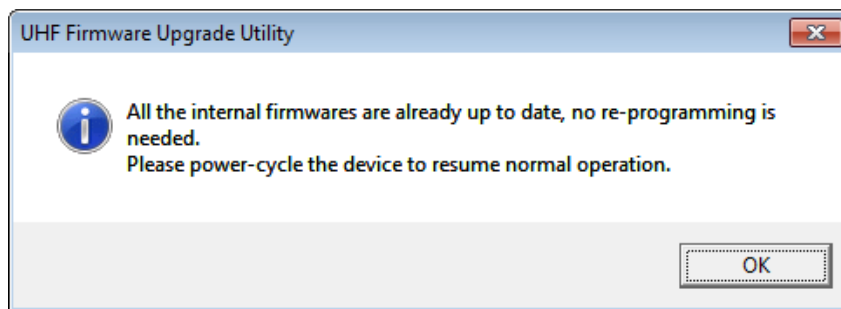 UHF Firmware Upgrade Utility
All the internal firmwares are already up to date, no re-programming is
needed.
Please power-cycle the device to resume normal operation.
OK